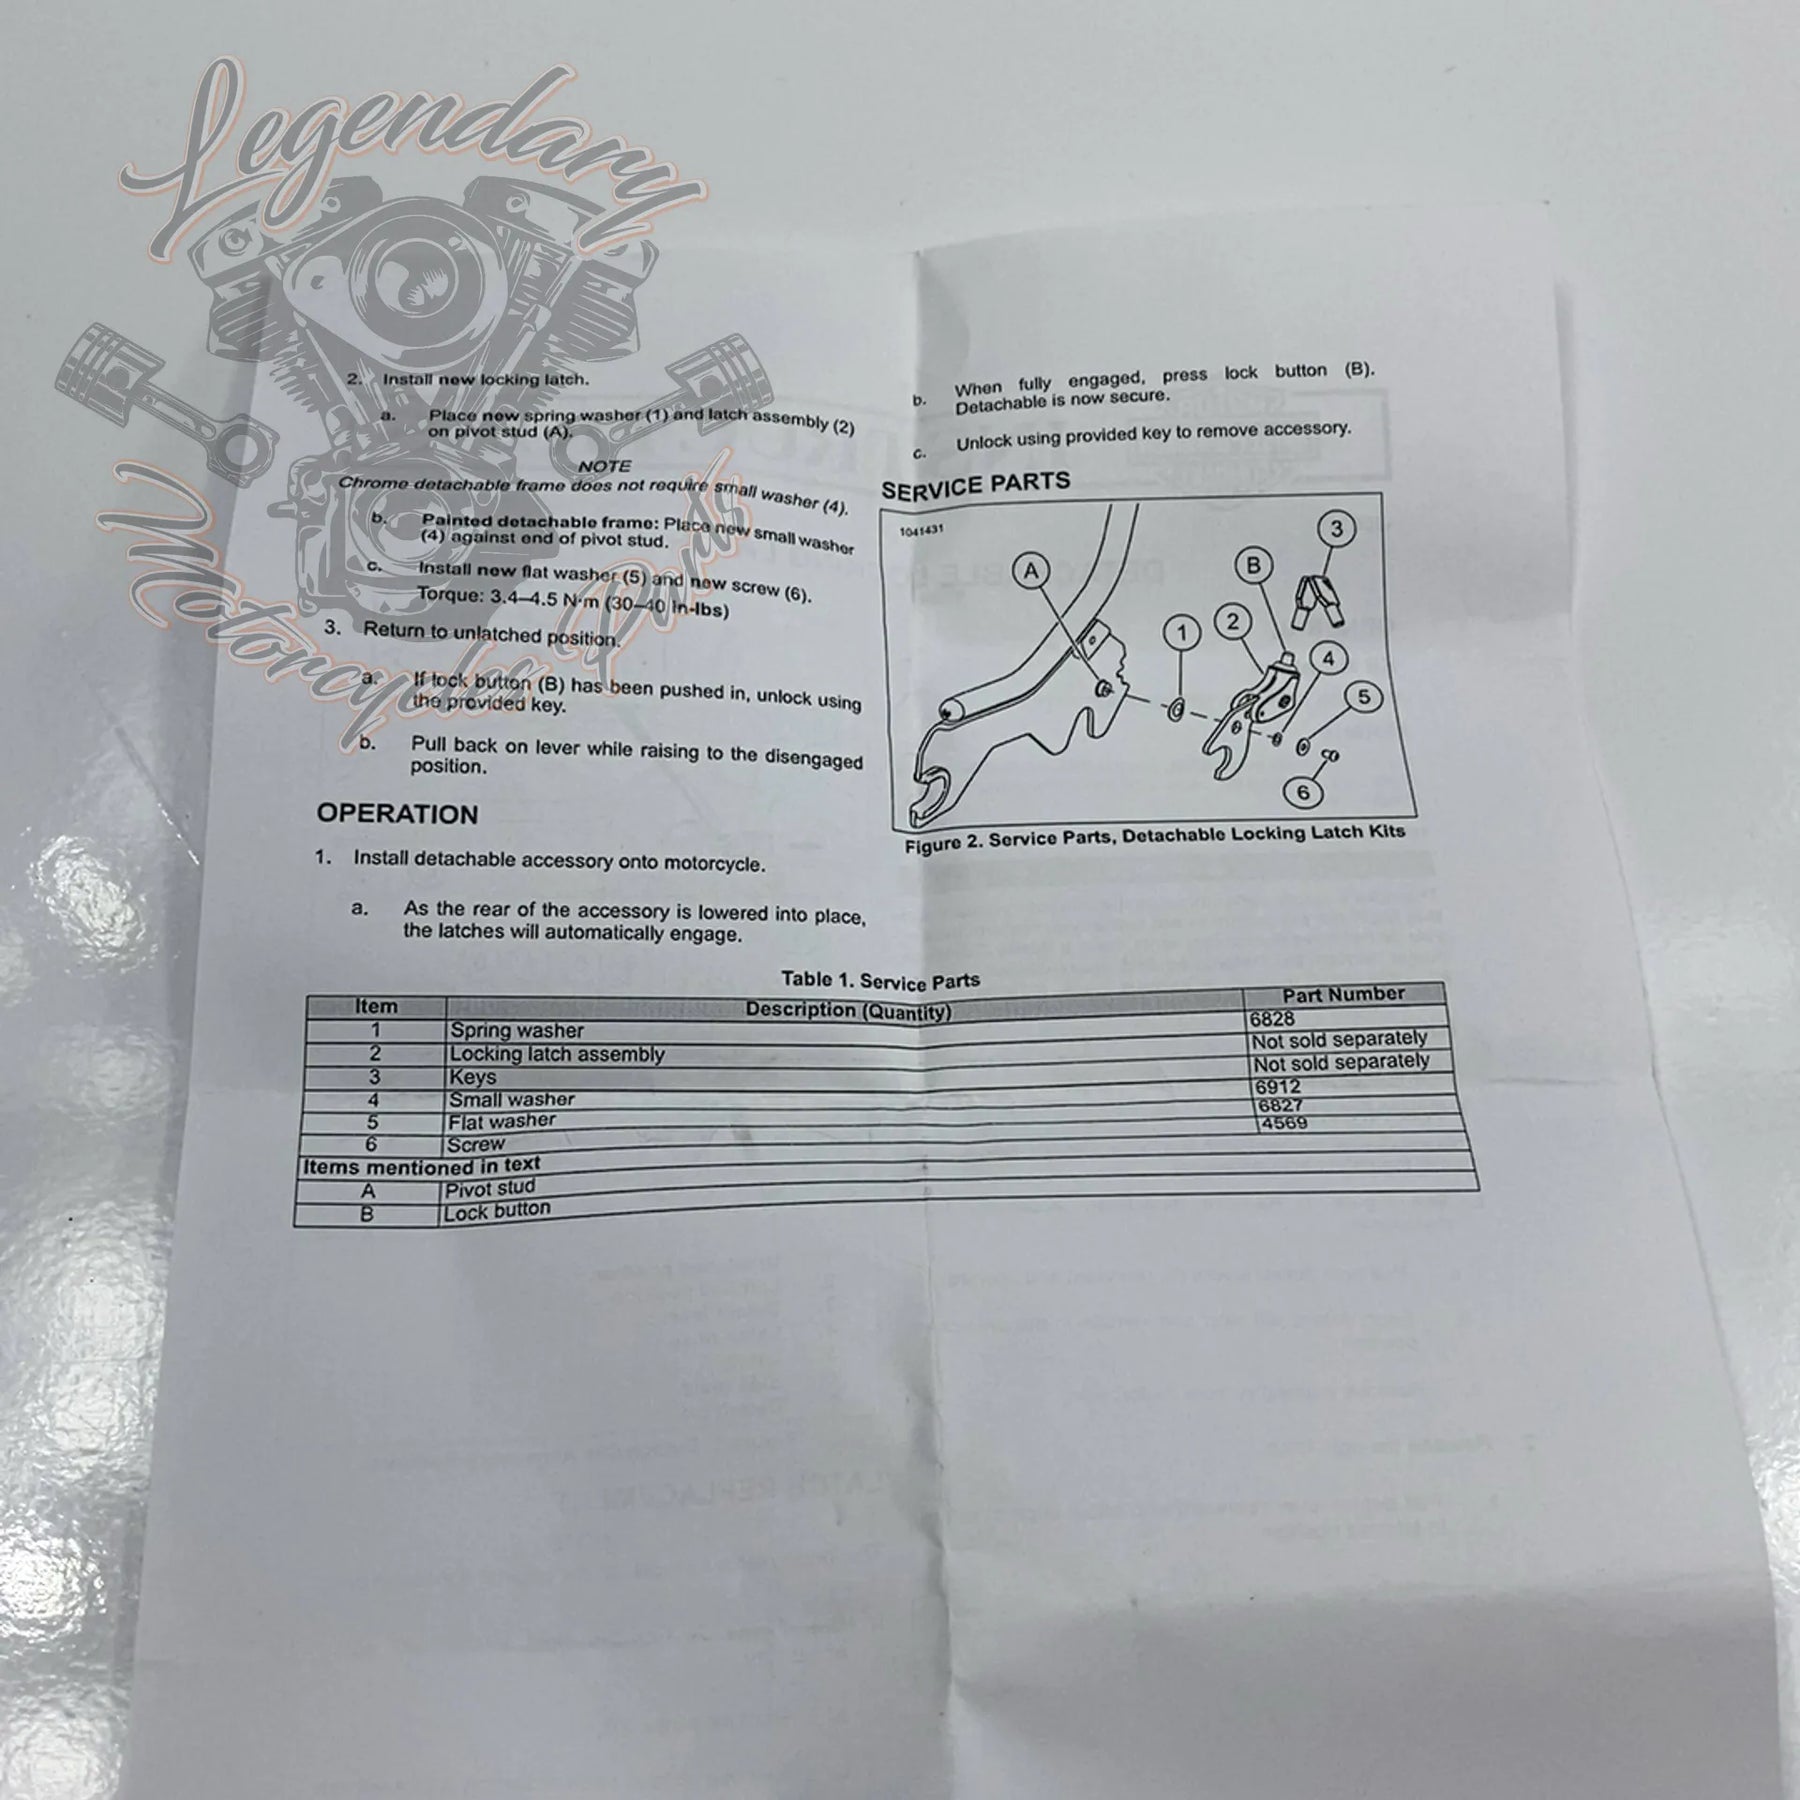 Legendary
Motorcycles Parts
2. Install new locking latch.
a. Place new spring washer (1) and latch assembly (2)
on pivot stud (A).
NOTE
Chrome detachable frame does not require small washer (4).
b. Painted detachable frame: Place new small washer
(4) against end of pivot stud.
c. Install new flat washer (5) and new screw (6).
Torque: 3.4–4.5 N·m (30–40 in-lbs)
3. Return to unlatched position.
a. If lock button (B) has been pushed in, unlock using
the provided key.
b. Pull back on lever while raising to the disengaged
position.
OPERATION
1. Install detachable accessory onto motorcycle.
a. As the rear of the accessory is lowered into place,
the latches will automatically engage.
b. When fully engaged, press lock button (B).
Detachable is now secure.
c. Unlock using provided key to remove accessory.
SERVICE PARTS
1041431
A
B
3
1
2
4
5
6
Figure 2. Service Parts, Detachable Locking Latch Kits
Table 1. Service Parts
Item Description (Quantity) Part Number
1 Spring washer 6828
2 Locking latch assembly Not sold separately
3 Keys Not sold separately
4 Small washer 6912
5 Flat washer 6827
6 Screw 4569
Items mentioned in text
A Pivot stud
B Lock button